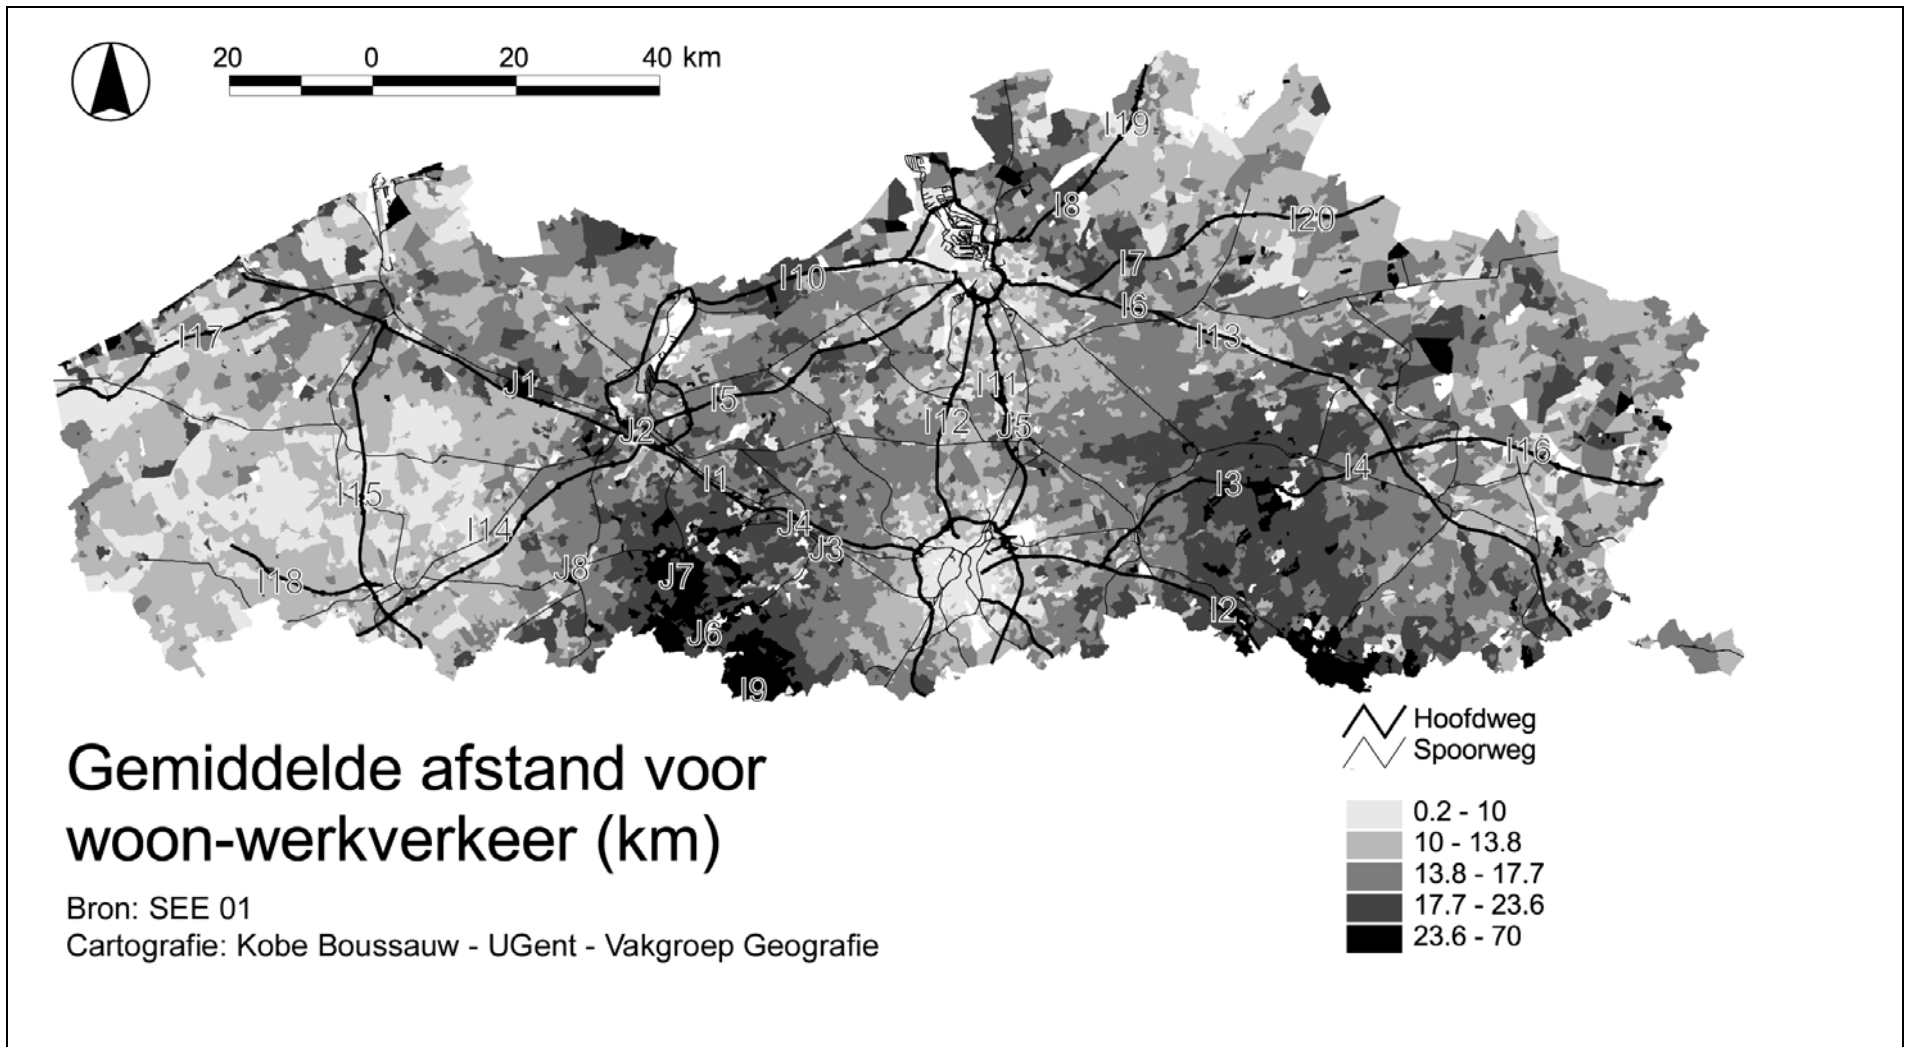 20 0 20 40 km
I19
I8
I20
I7
I10
I6
I17
I13
J1
I11
I5
I12
J5
J2
I16
I4
I1
I3
I15
J4
I14
J3
J8
J7
I18
I2
J6
I9
Hoofdweg
Spoorweg
Gemiddelde afstand voor
woon-werkverkeer (km)
0.2 - 10
10 - 13.8
13.8 - 17.7
17.7 - 23.6
23.6 - 70
Bron: SEE 01
Cartografie: Kobe Boussauw - UGent - Vakgroep Geografie